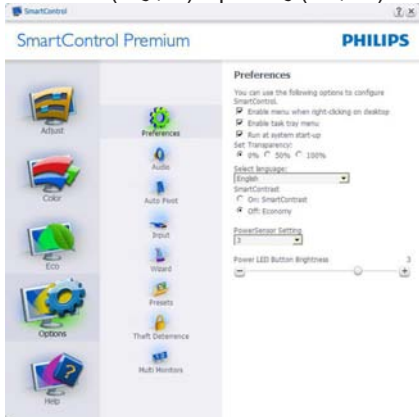 SmartControl
SmartControl Premium
PHILIPS
Adjust
Color
Eco
Options
Help
Preferences
Audio
Auto Pivot
Input
Wizard
Presets
Theft Deterrence
Multi Monitors
Preferences
You can use the following options to configure
SmartControl.
Enable menu when right-clicking on desktop
Enable task tray menu
Run at system start-up
Set Transparency:
0% 50% 100%
Select language:
English
SmartContrast
On: SmartContrast
Off: Economy
PowerSensor Setting
3
Power LED Button Brightness 3